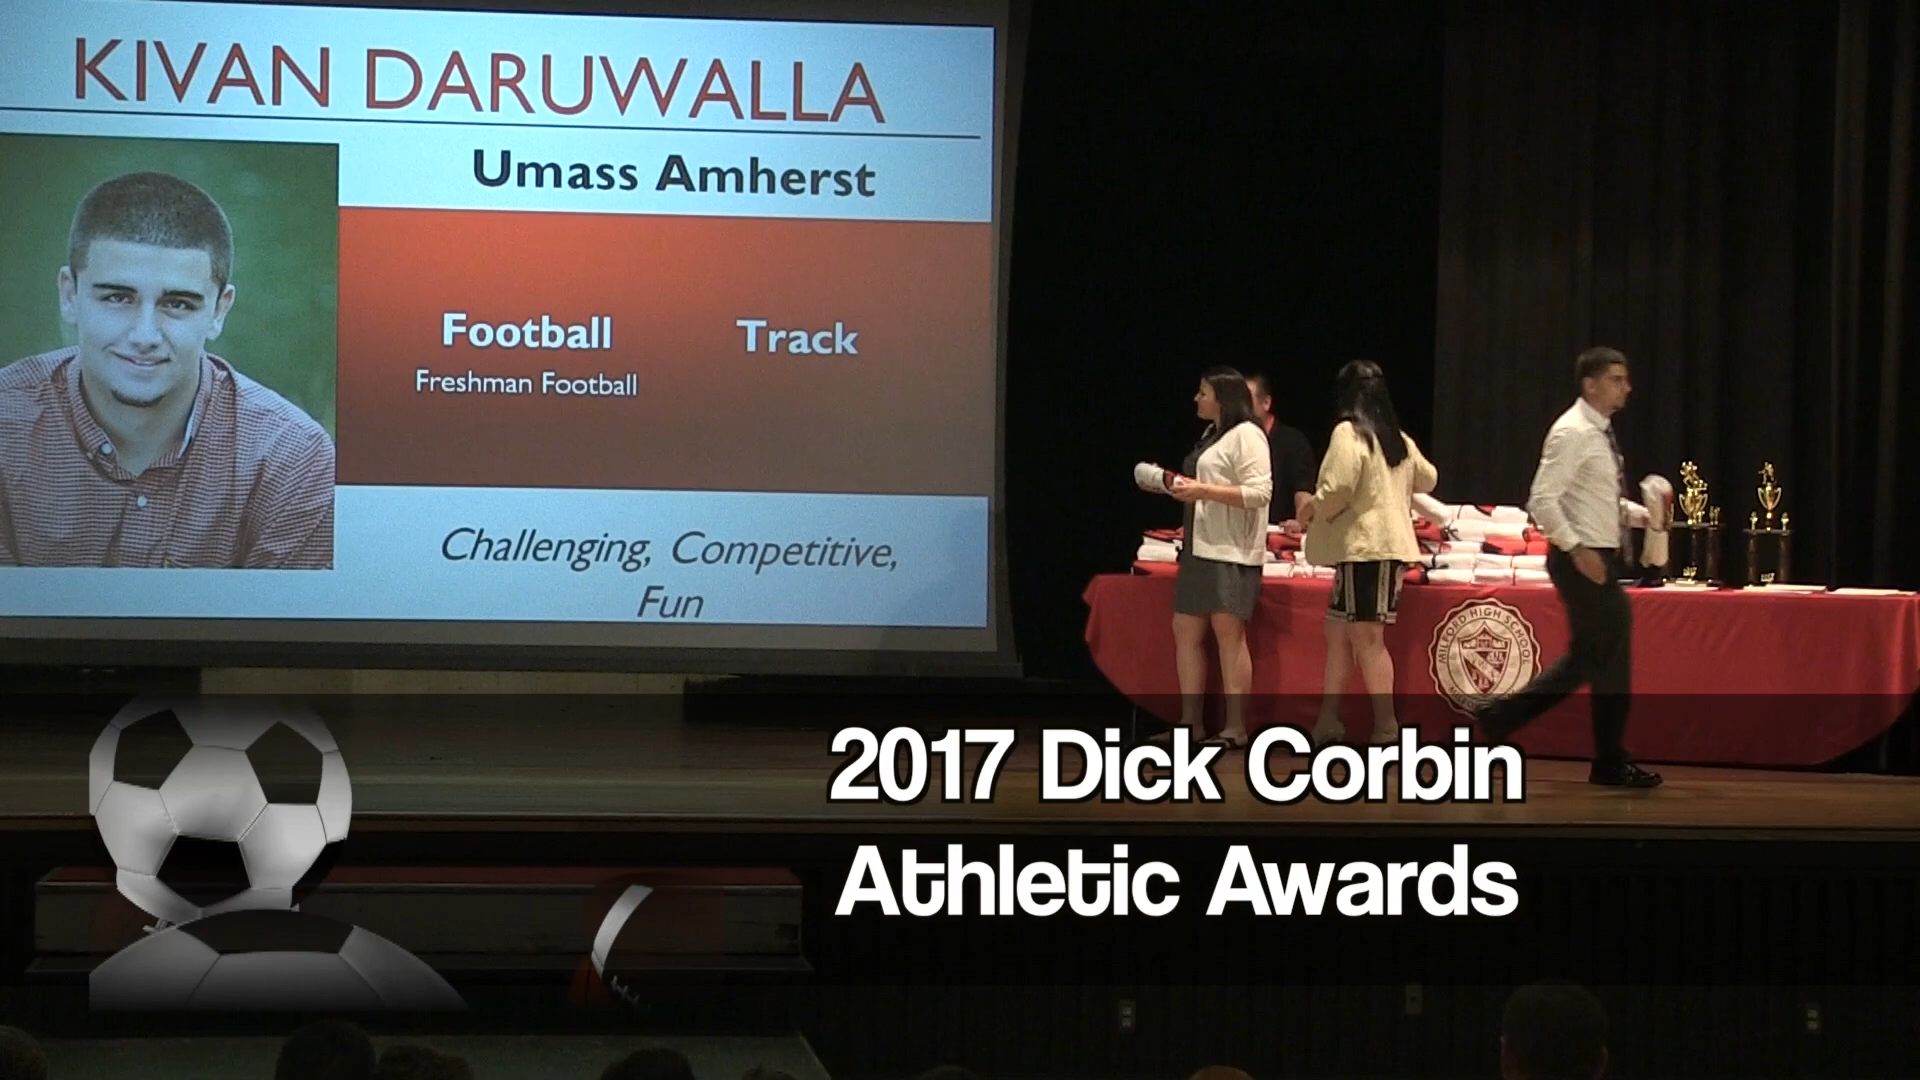 KIVAN DARUWALLA
Umass Amherst
Football
Track
Freshman Football
Challenging, Competitive,
Fun
MILFORD HIGH SCHOOL
2017 Dick Corbin
Athletic Awards